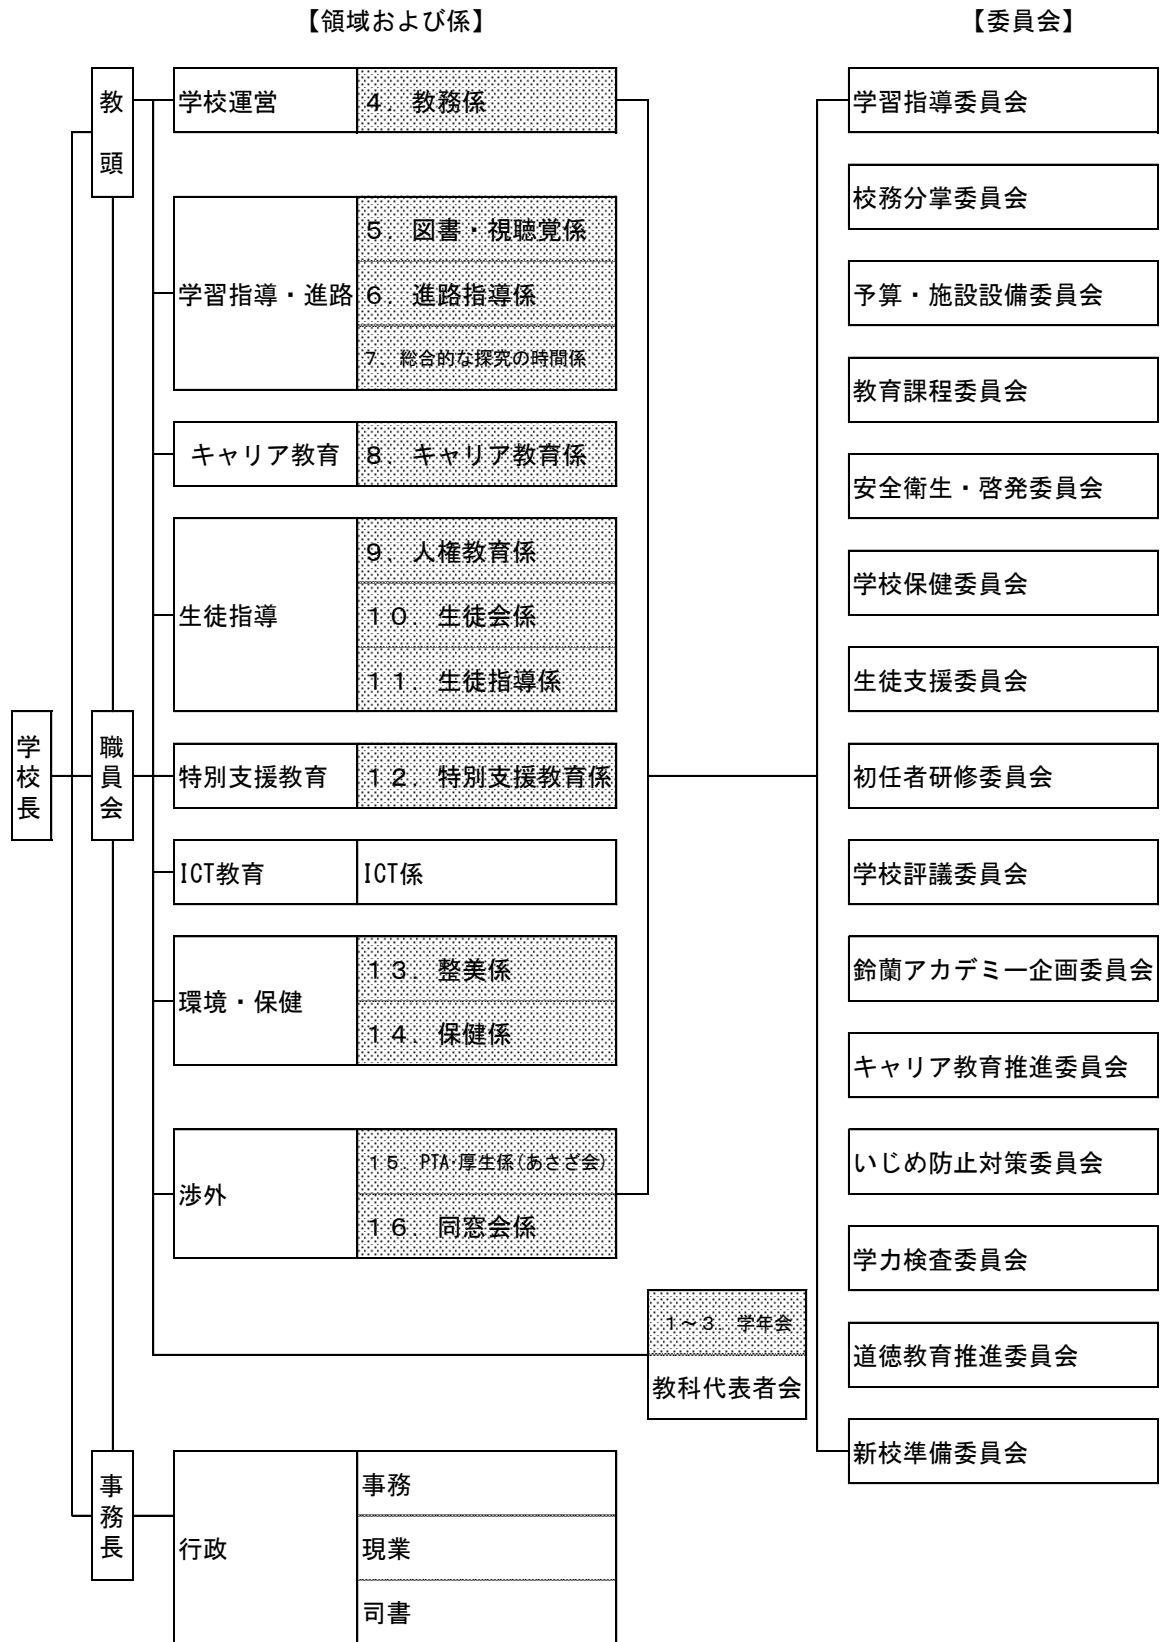 【領域および係】
【委員会】
教頭
学校運営
4．教務係
学習指導・進路
5．図書・視聴覚係
6．進路指導係
7．総合的な探究の時間係
キャリア教育
8．キャリア教育係
生徒指導
9．人権教育係
10．生徒会係
11．生徒指導係
学校長
職員会
特別支援教育
12．特別支援教育係
ICT教育
ICT係
環境・保健
13．整美係
14．保健係
渉外
15．PTA・厚生係(あさざ会)
16．同窓会係
1～3．学年会
教科代表者会
事務長
行政
事務
現業
司書
学習指導委員会
校務分掌委員会
予算・施設設備委員会
教育課程委員会
安全衛生・啓発委員会
学校保健委員会
生徒支援委員会
初任者研修委員会
学校評議委員会
鈴蘭アカデミー企画委員会
キャリア教育推進委員会
いじめ防止対策委員会
学力検査委員会
道徳教育推進委員会
新校準備委員会